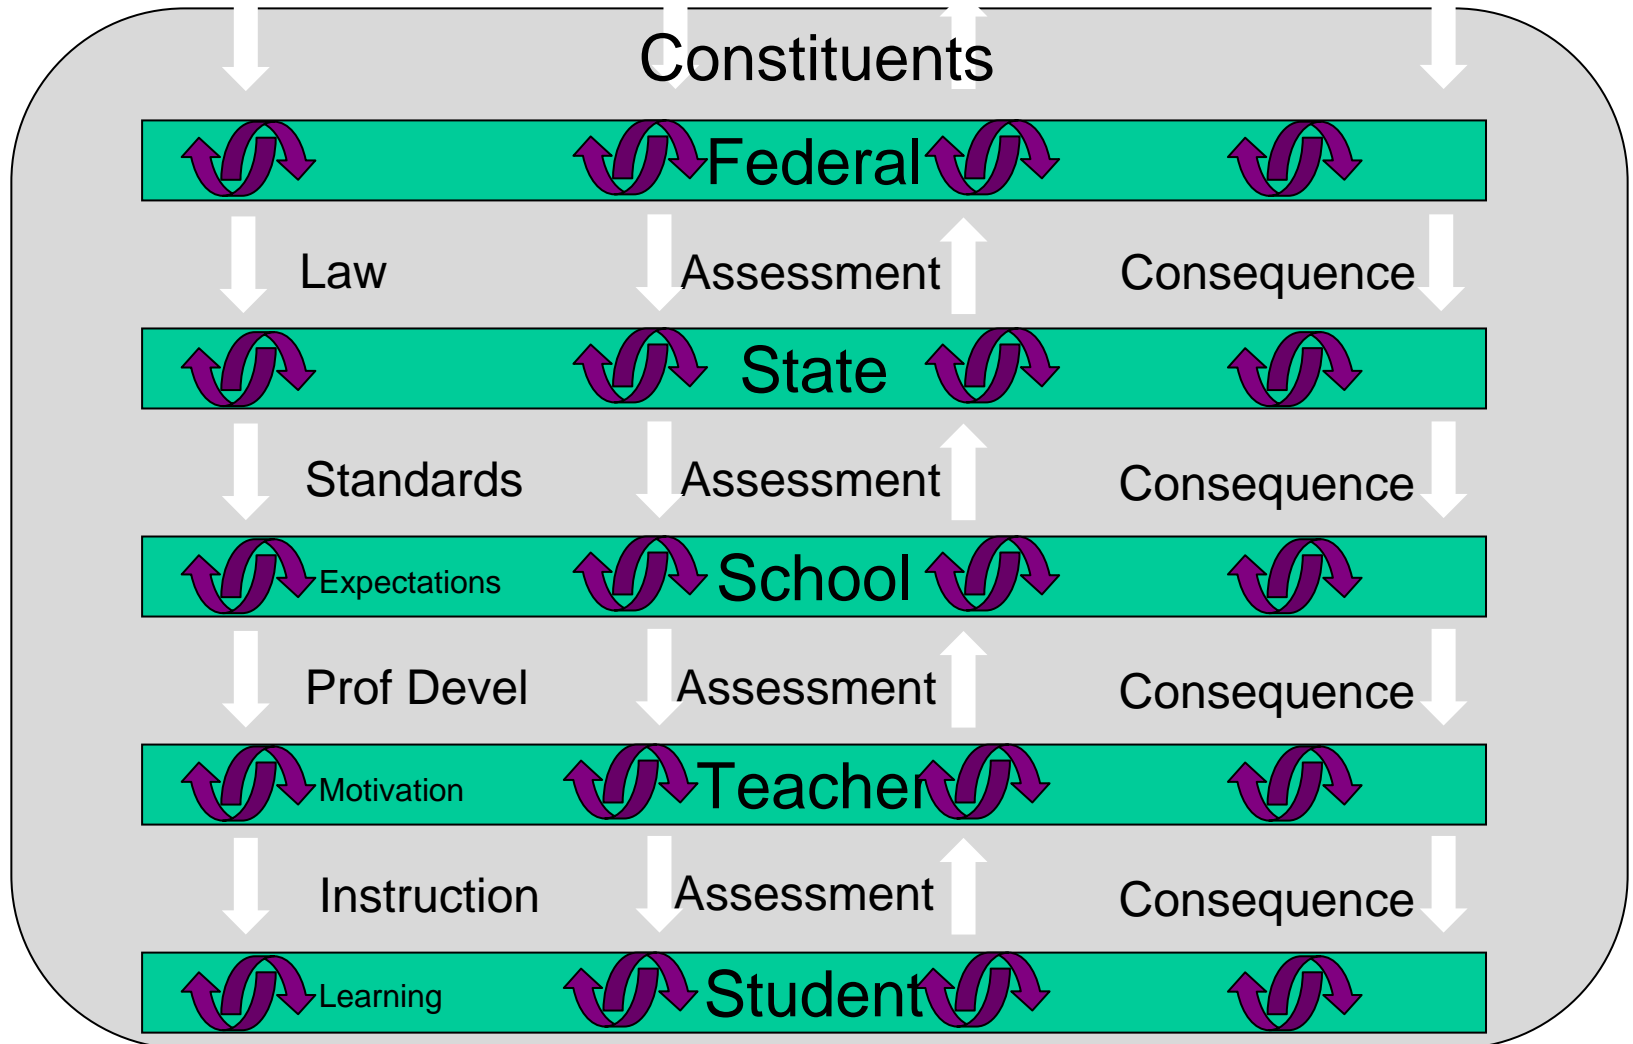 Constituents
Federal
Law Assessment Consequence
State
Standards Assessment Consequence
Expectations School
Prof Devel Assessment Consequence
Motivation Teacher
Instruction Assessment Consequence
Learning Student